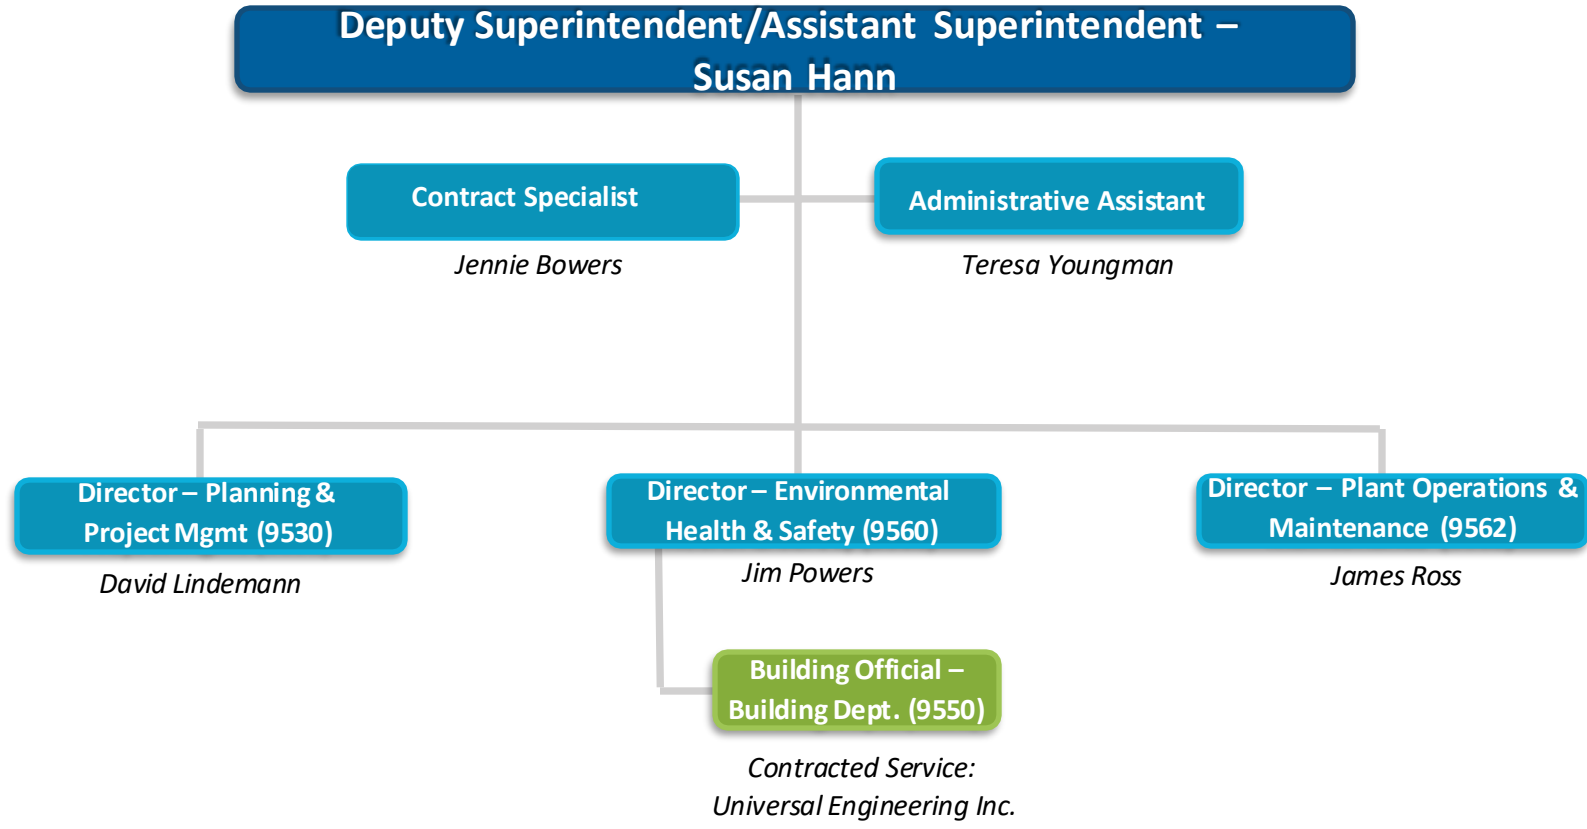 Deputy Superintendent/Assistant Superintendent –
Susan Hann
Contract Specialist
Jennie Bowers
Administrative Assistant
Teresa Youngman
Director – Planning &
Project Mgmt (9530)
David Lindemann
Director – Environmental
Health & Safety (9560)
Jim Powers
Director – Plant Operations &
Maintenance (9562)
James Ross
Building Official –
Building Dept. (9550)
Contracted Service:
Universal Engineering Inc.